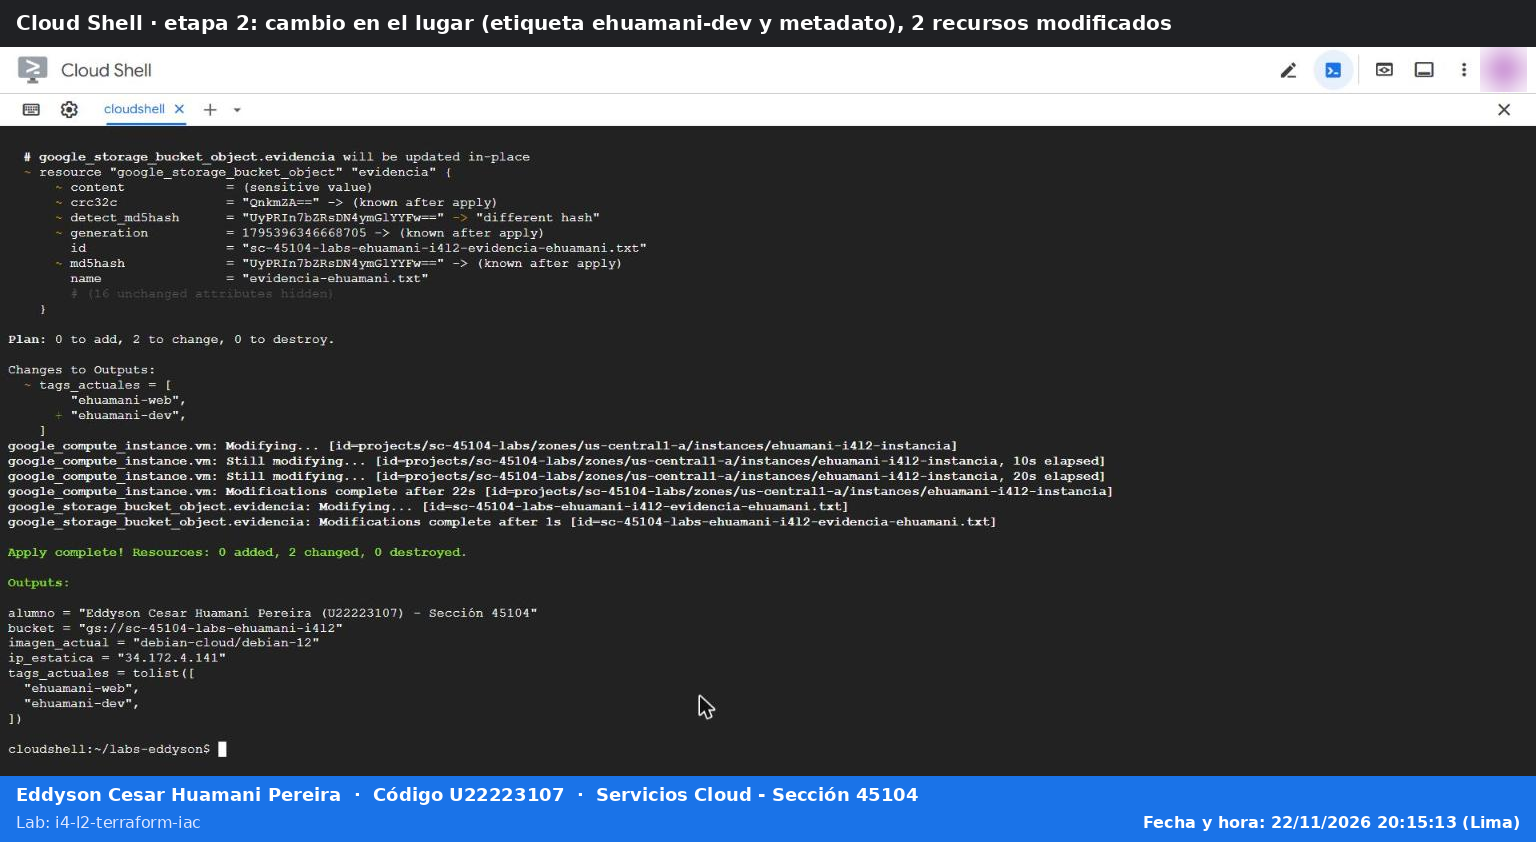 Cloud Shell · etapa 2: cambio en el lugar (etiqueta ehuamani-dev y metadato), 2 recursos modificados
Cloud Shell
cloudshell
  # google_storage_bucket_object.evidencia will be updated in-place
  ~ resource "google_storage_bucket_object" "evidencia" {
      ~ content             = (sensitive value)
      ~ crc32c              = "QnkmZA==" -> (known after apply)
      ~ detect_md5hash      = "UyPRIn7bZRsDN4ymGlYYFw==" -> "different hash"
      ~ generation          = 1795396346668705 -> (known after apply)
        id                  = "sc-45104-labs-ehuamani-i4l2-evidencia-ehuamani.txt"
      ~ md5hash             = "UyPRIn7bZRsDN4ymGlYYFw==" -> (known after apply)
        name                = "evidencia-ehuamani.txt"
        # (16 unchanged attributes hidden)
    }
Plan: 0 to add, 2 to change, 0 to destroy.
Changes to Outputs:
  ~ tags_actuales = [
        "ehuamani-web",
      + "ehuamani-dev",
    ]
google_compute_instance.vm: Modifying... [id=projects/sc-45104-labs/zones/us-central1-a/instances/ehuamani-i4l2-instancia]
google_compute_instance.vm: Still modifying... [id=projects/sc-45104-labs/zones/us-central1-a/instances/ehuamani-i4l2-instancia, 10s elapsed]
google_compute_instance.vm: Still modifying... [id=projects/sc-45104-labs/zones/us-central1-a/instances/ehuamani-i4l2-instancia, 20s elapsed]
google_compute_instance.vm: Modifications complete after 22s [id=projects/sc-45104-labs/zones/us-central1-a/instances/ehuamani-i4l2-instancia]
google_storage_bucket_object.evidencia: Modifying... [id=sc-45104-labs-ehuamani-i4l2-evidencia-ehuamani.txt]
google_storage_bucket_object.evidencia: Modifications complete after 1s [id=sc-45104-labs-ehuamani-i4l2-evidencia-ehuamani.txt]
Apply complete! Resources: 0 added, 2 changed, 0 destroyed.
Outputs:
alumno = "Eddyson Cesar Huamani Pereira (U22223107) - Sección 45104"
bucket = "gs://sc-45104-labs-ehuamani-i4l2"
imagen_actual = "debian-cloud/debian-12"
ip_estatica = "34.172.4.141"
tags_actuales = tolist([
  "ehuamani-web",
  "ehuamani-dev",
])
cloudshell:~/labs-eddyson$
Eddyson Cesar Huamani Pereira · Código U22223107 · Servicios Cloud - Sección 45104
Lab: i4-l2-terraform-iac
Fecha y hora: 22/11/2026 20:15:13 (Lima)